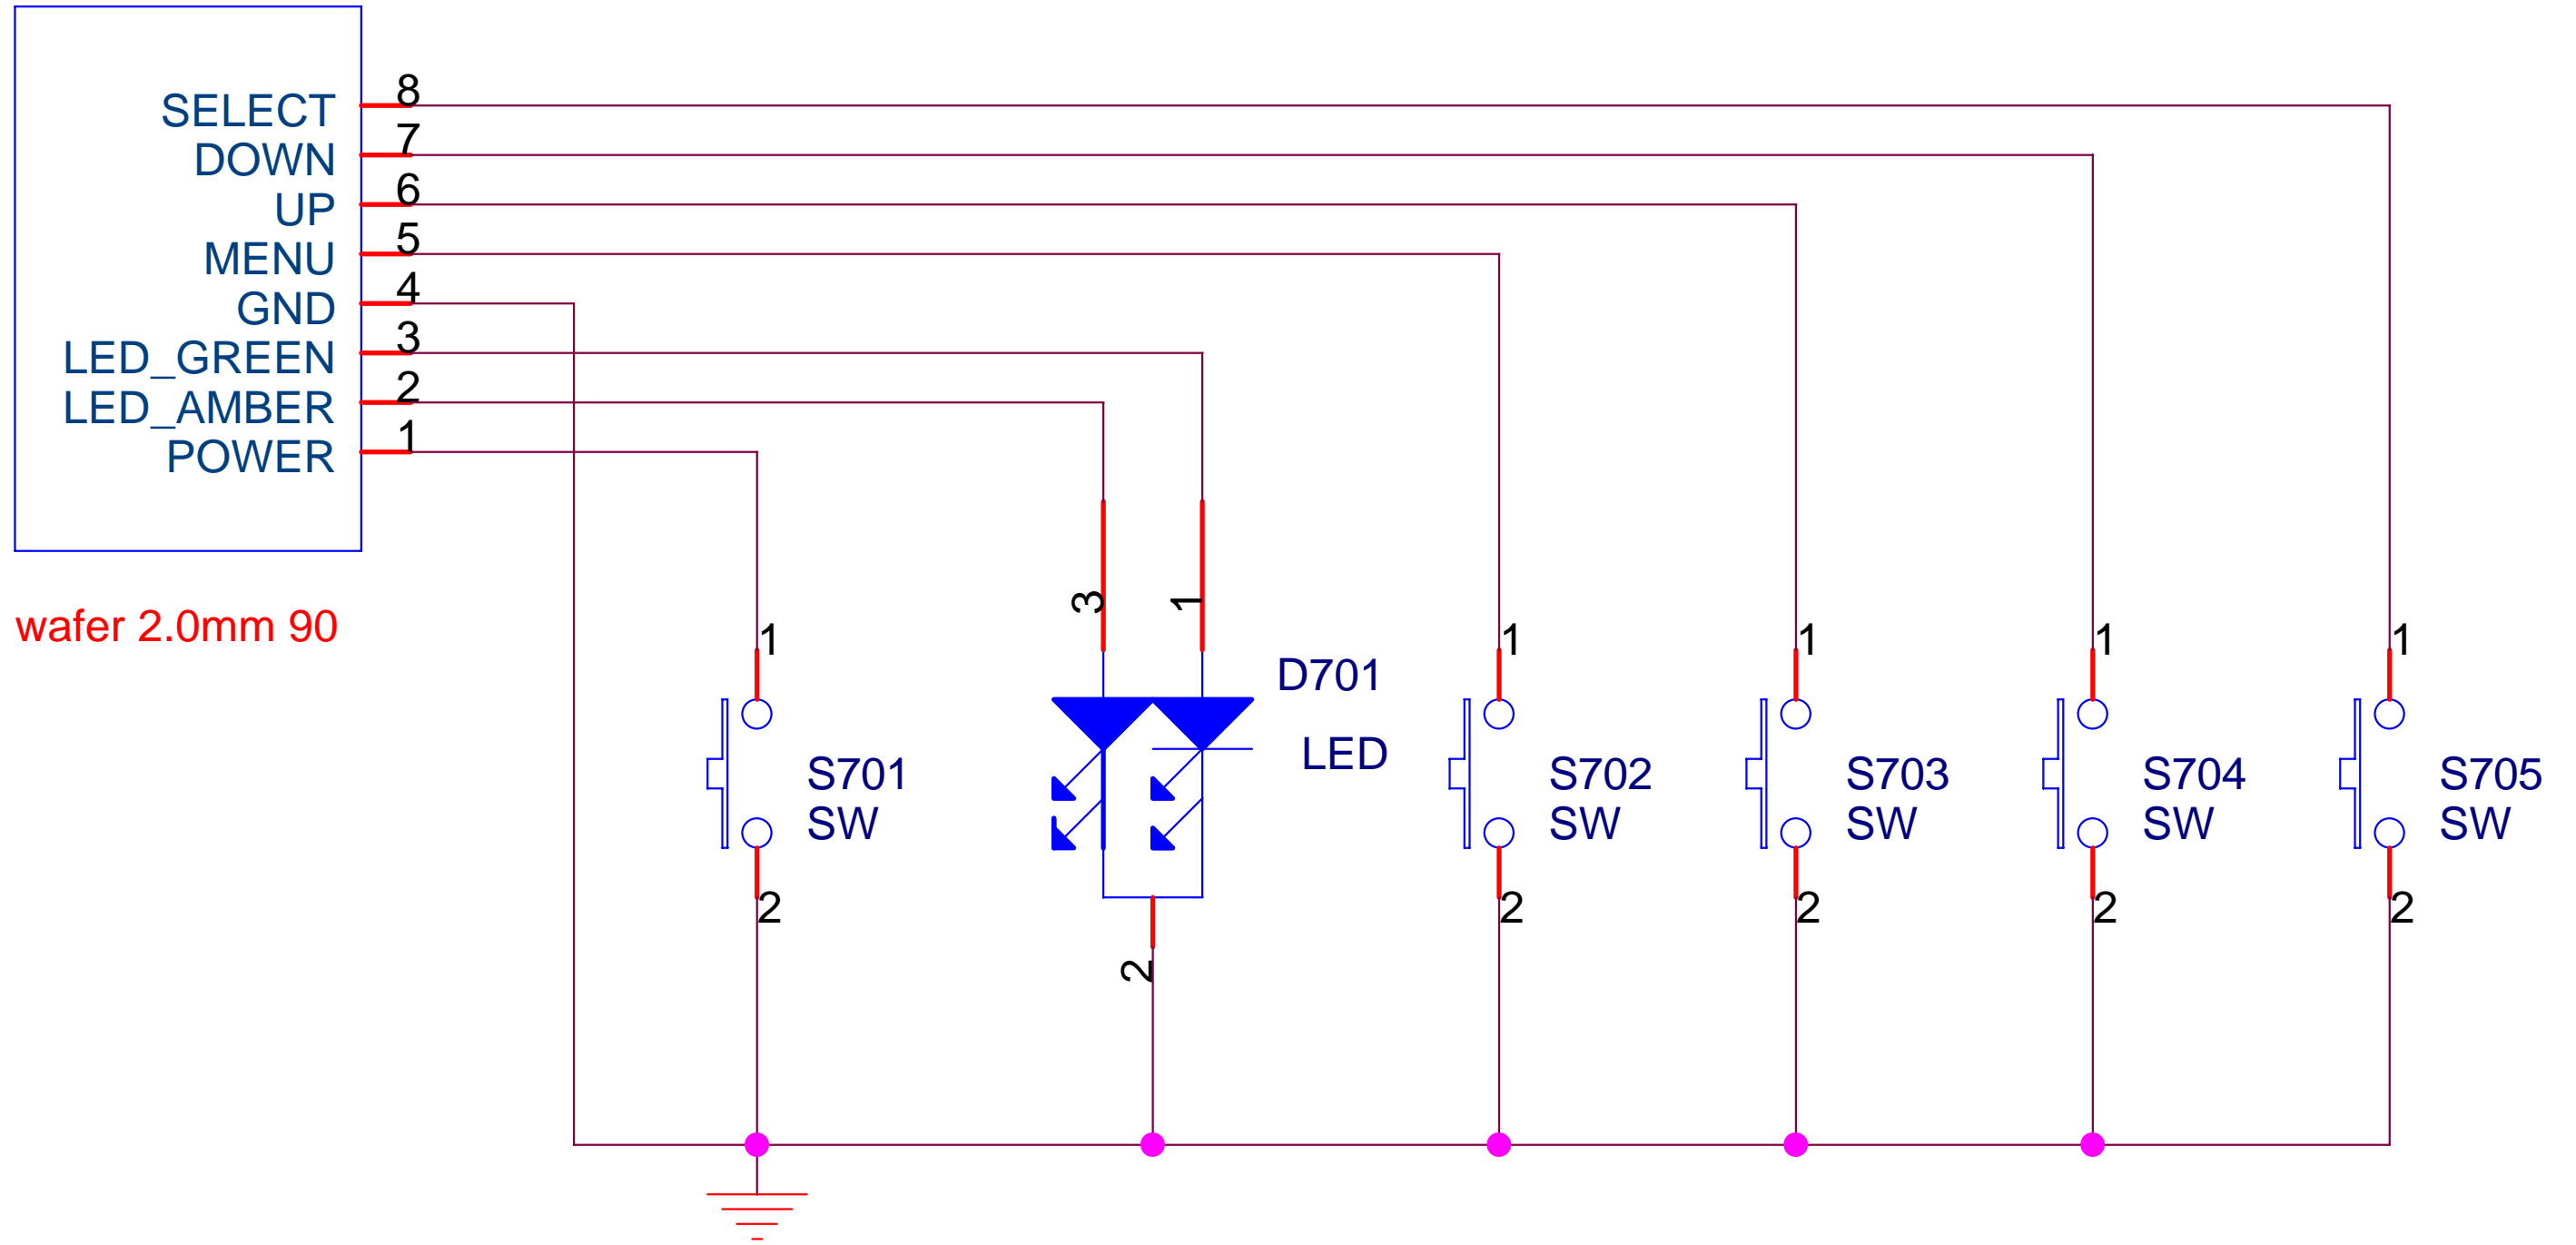 SELECT 8
DOWN 7
UP 6
MENU 5
GND 4
LED_GREEN 3
LED_AMBER 2
POWER 1
wafer 2.0mm 90
3 1
1 1 1 1 1
D701
LED
S701 S702 S703 S704 S705
SW SW SW SW SW
2 2 2 2 2
2